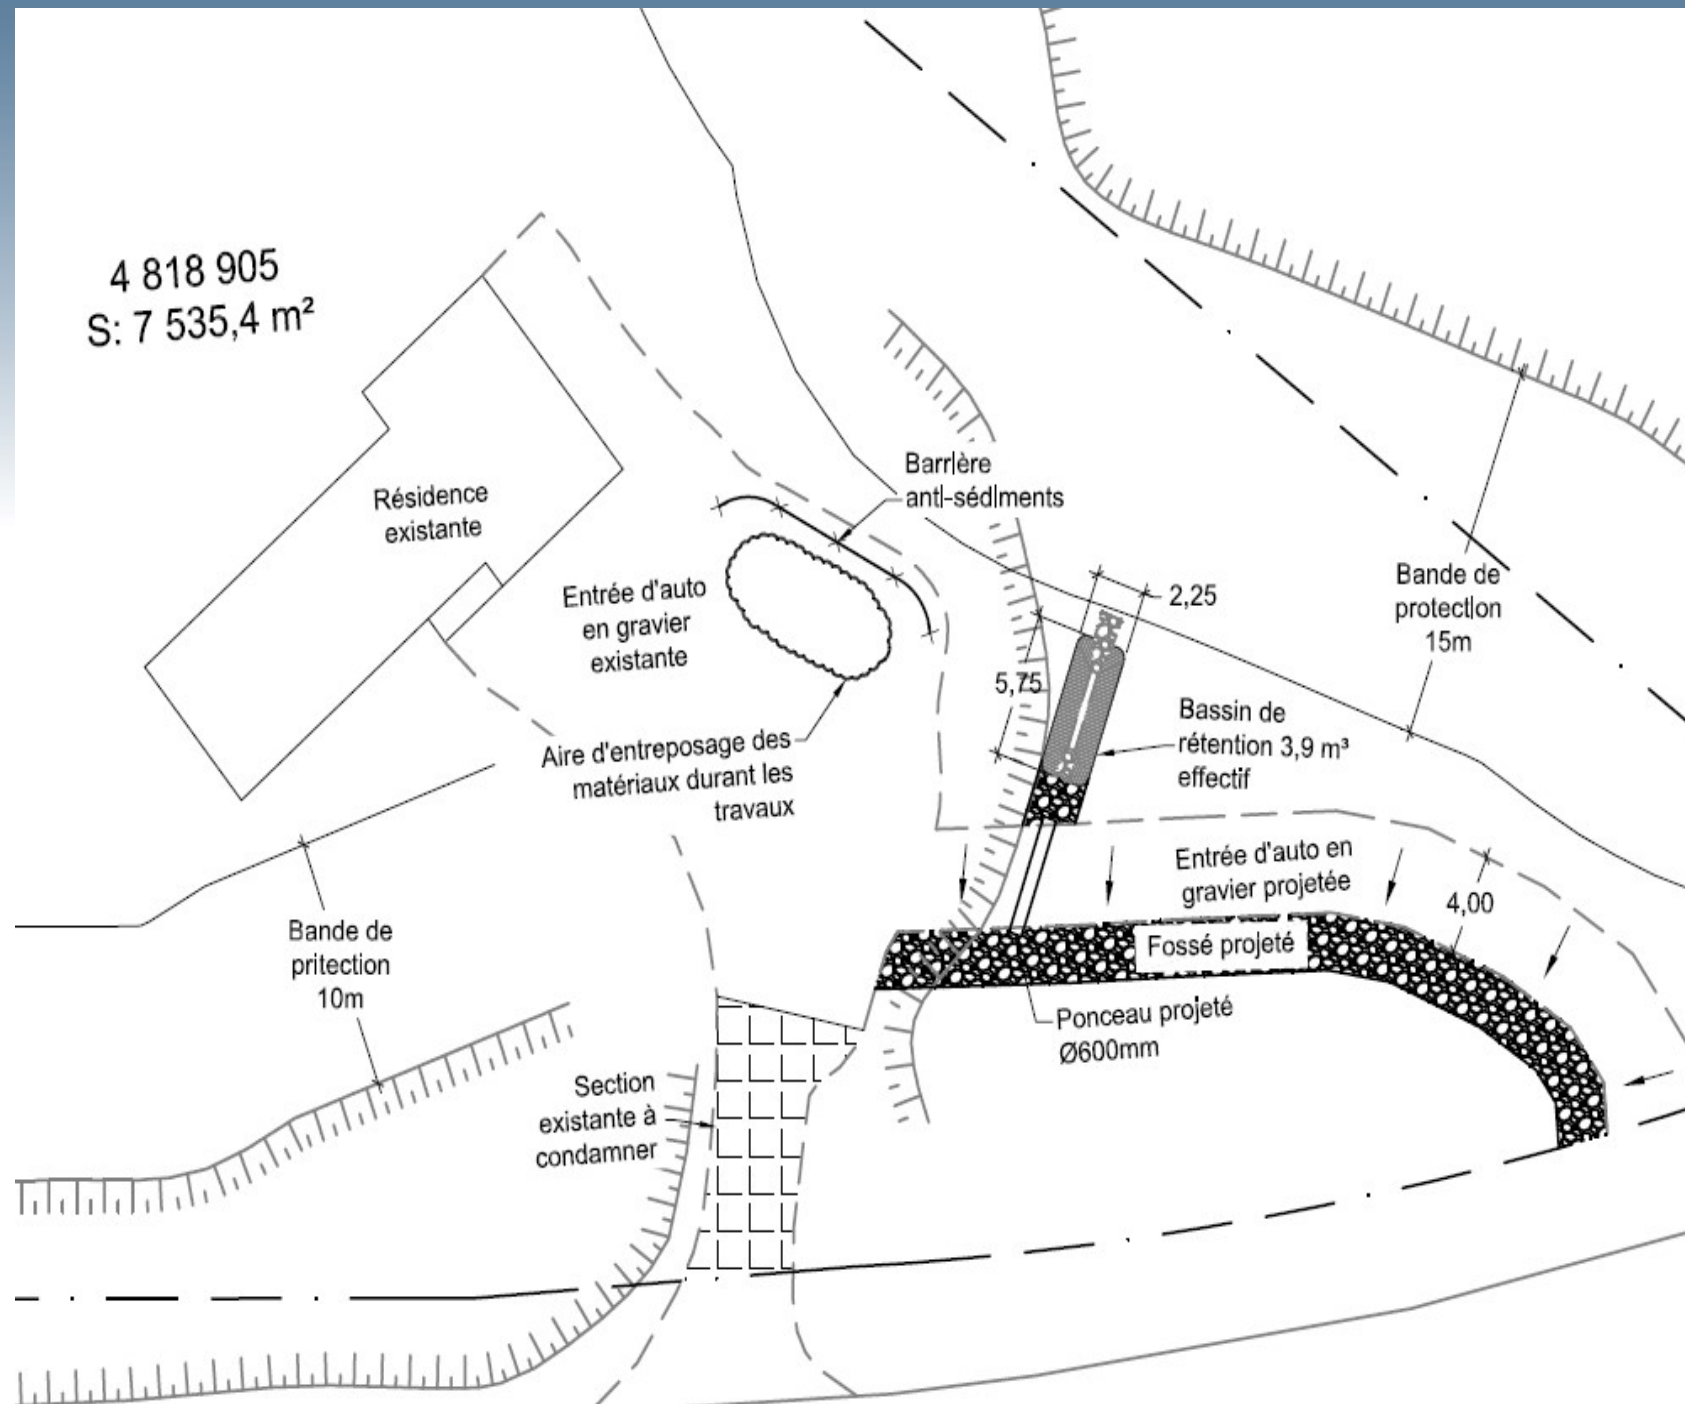 4 818 905
S: 7 535,4 m²
Résidence
existante
Barrière
anti-sédiments
Entrée d'auto
en gravier
existante
2,25
5,75
Bande de
protection
15m
Bassin de
rétention 3,9 m³
effectif
Aire d'entreposage des
matériaux durant les
travaux
Entrée d'auto en
gravier projetée
4,00
Bande de
pritection
10m
Fossé projeté
Ponceau projeté
Ø600mm
Section
existante à
condamner